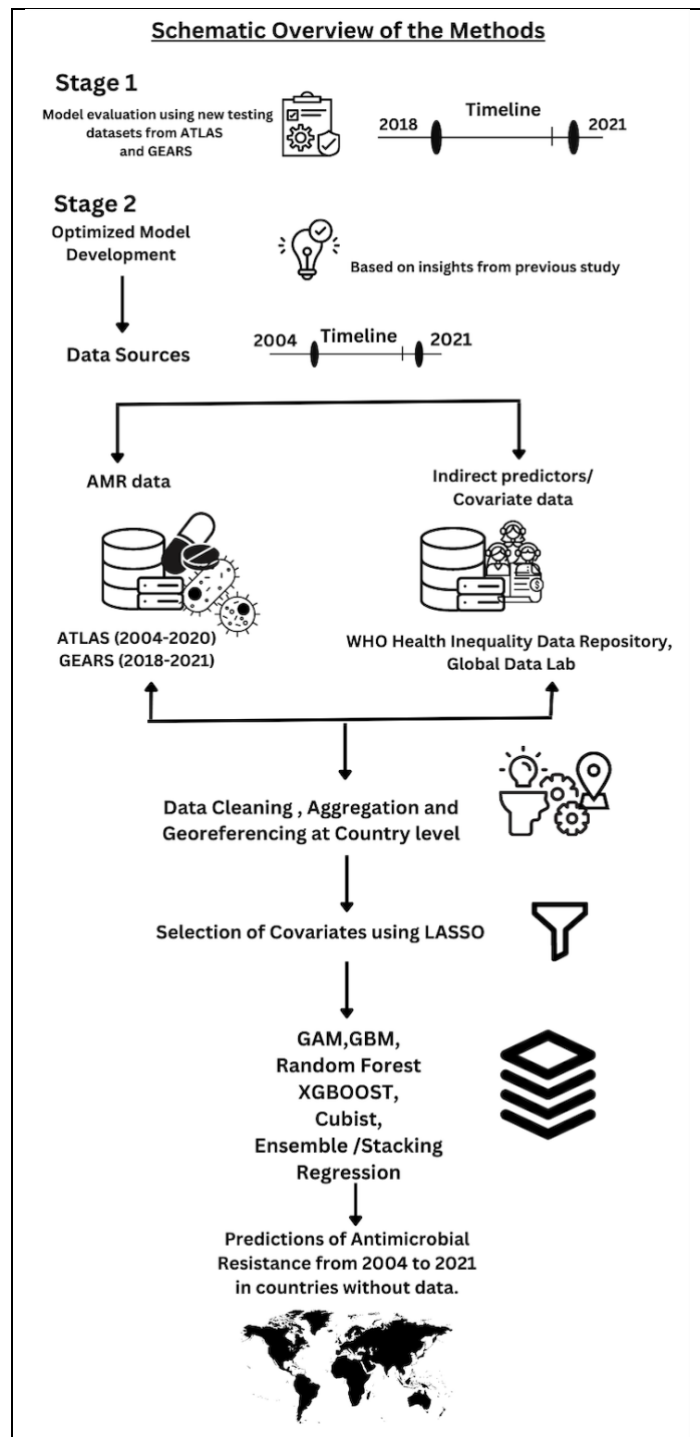 Schematic Overview of the Methods
Stage 1
Model evaluation using new testing
datasets from ATLAS
and GEARS
Timeline
2018
2021
Stage 2
Optimized Model
Development
Based on insights from previous study
Data Sources
2004
Timeline
2021
AMR data
Indirect predictors/
Covariate data
ATLAS (2004-2020)
GEARS (2018-2021)
WHO Health Inequality Data Repository,
Global Data Lab
Data Cleaning , Aggregation and
Georeferencing at Country level
Selection of Covariates using LASSO
GAM,GBM,
Random Forest
XGBOOST,
Cubist,
Ensemble /Stacking
Regression
Predictions of Antimicrobial
Resistance from 2004 to 2021
in countries without data.